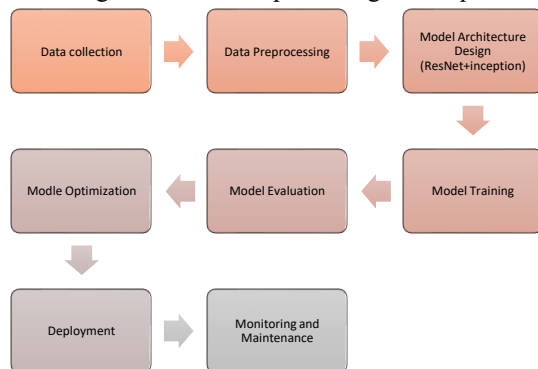 Data collection
Data Preprocessing
Model Architecture
Design
(ResNet+inception)
Model Training
Model Evaluation
Modle Optimization
Deployment
Monitoring and
Maintenance